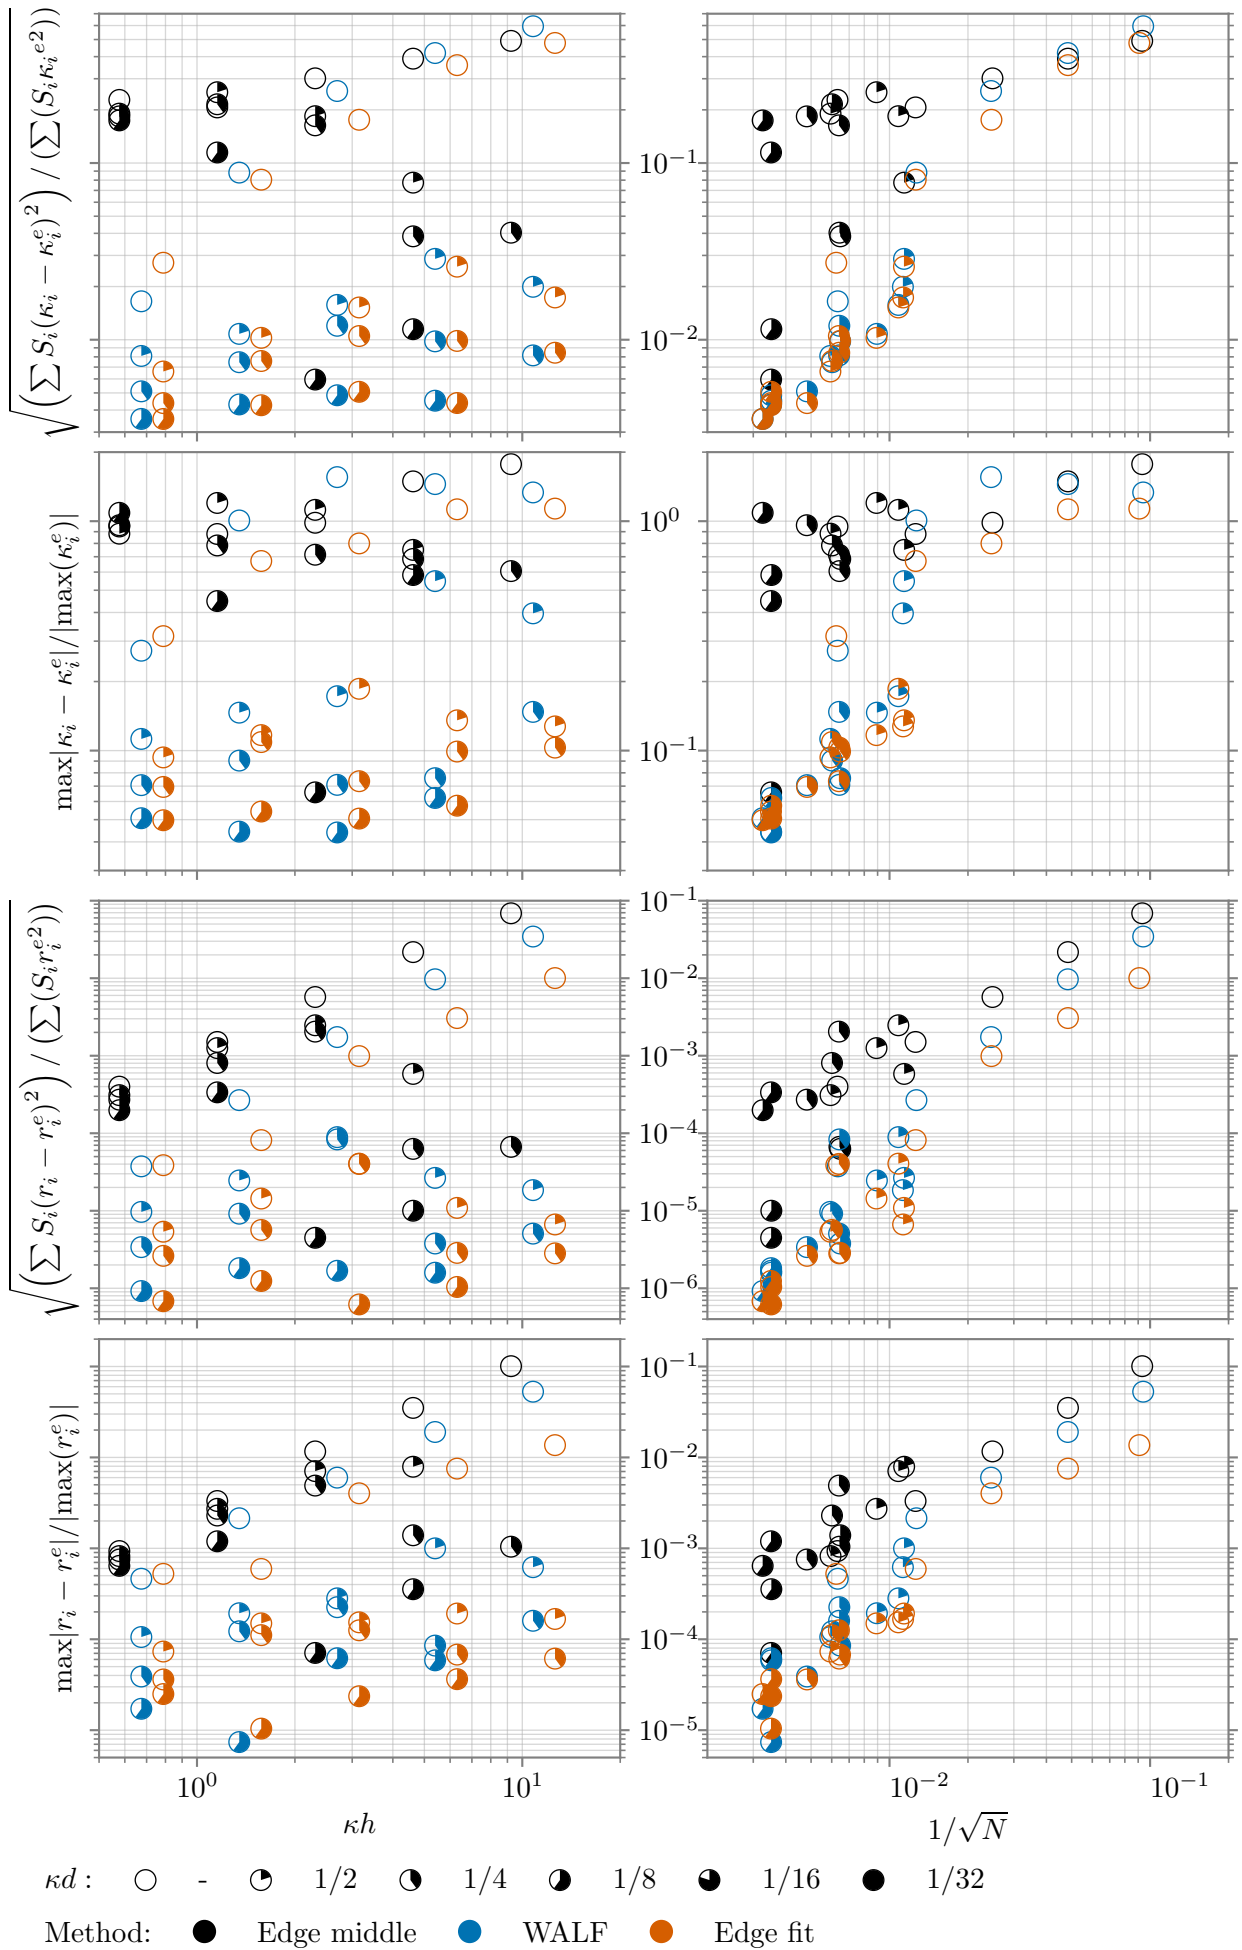 √(∑ S_i(κ_i − κ_i^e)^2) / (∑(S_i κ_i^{e2}))
10^−1
10^−2
max|κ_i − κ_i^e|/|max(κ_i^e)|
10^0
10^−1
√(∑ S_i(r_i − r_i^e)^2) / (∑(S_i r_i^{e2}))
10^−1
10^−2
10^−3
10^−4
10^−5
10^−6
max|r_i − r_i^e|/|max(r_i^e)|
10^−1
10^−2
10^−3
10^−4
10^−5
10^0 10^1 10^−2 10^−1
κh 1/√N
κd : - 1/2 1/4 1/8 1/16 1/32
Method: Edge middle WALF Edge fit